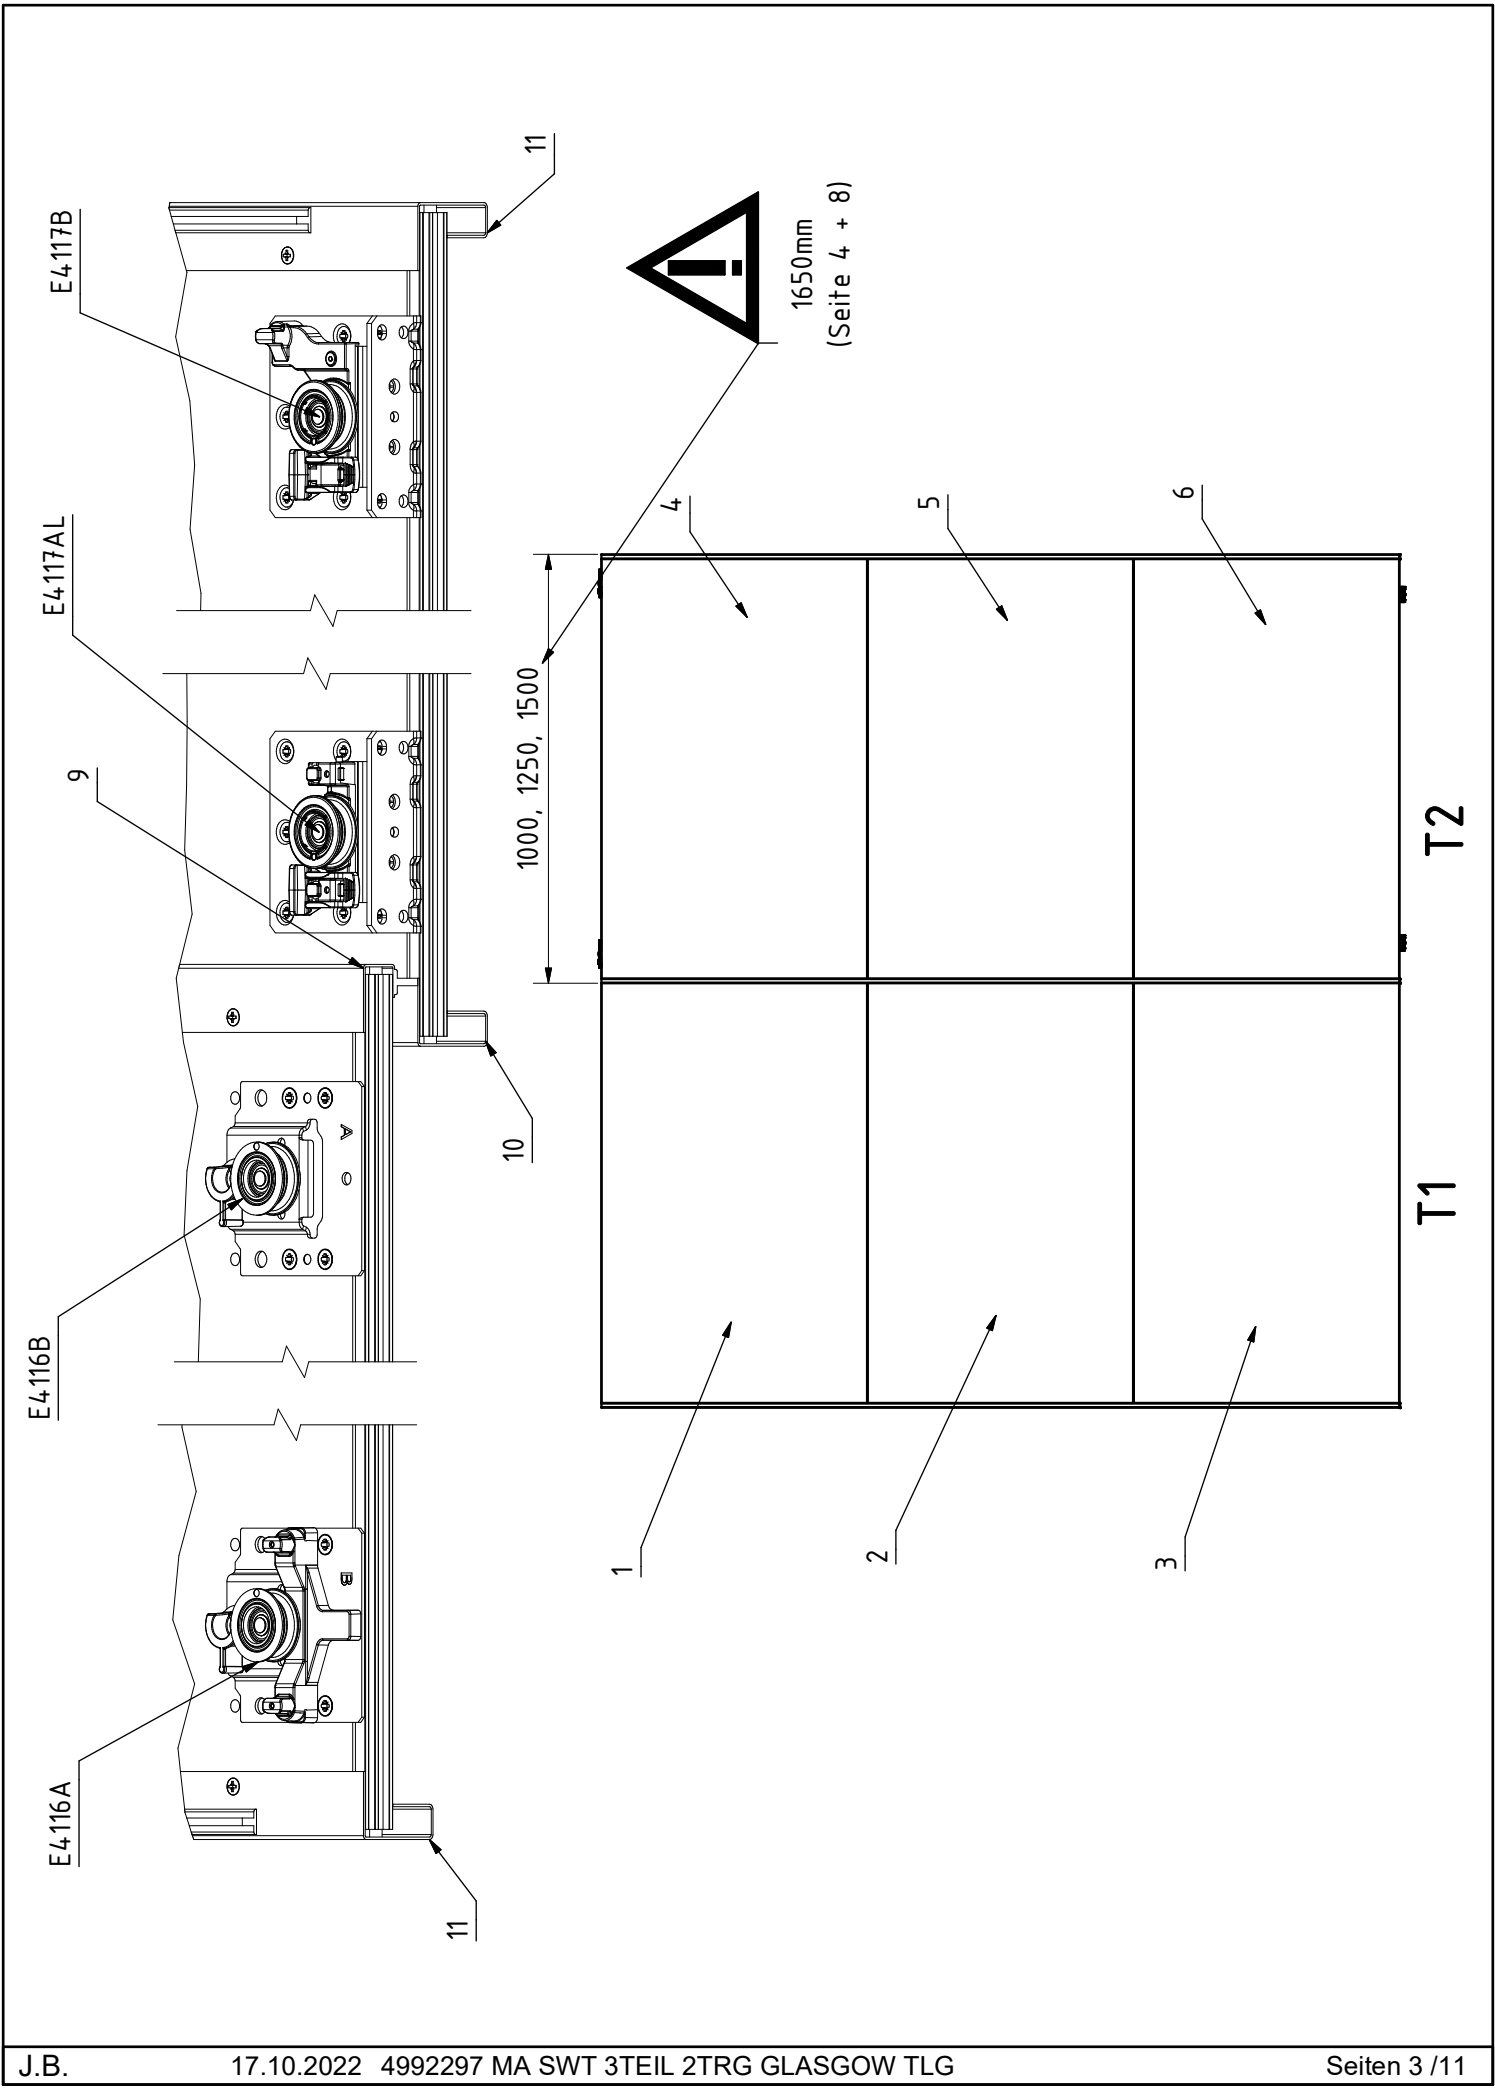 E4116A
E4116B
9
E4117AL
E4117B
B
A
11
10
11
1000, 1250, 1500
1650mm
(Seite 4 + 8)
1
2
3
4
5
6
T1
T2
J.B. 17.10.2022 4992297 MA SWT 3TEIL 2TRG GLASGOW TLG Seiten 3 /11